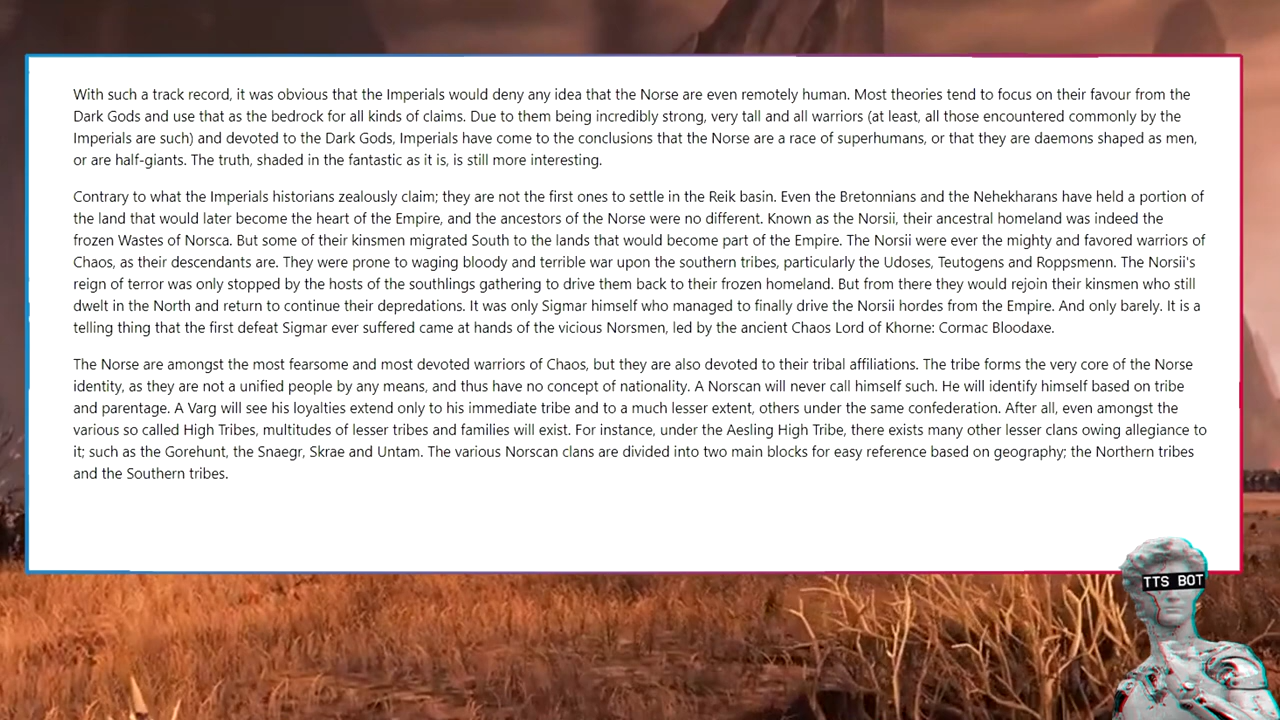 With such a track record, it was obvious that the Imperials would deny any idea that the Norse are even remotely human. Most theories tend to focus on their favour from the
Dark Gods and use that as the bedrock for all kinds of claims. Due to them being incredibly strong, very tall and all warriors (at least, all those encountered commonly by the
Imperials are such) and devoted to the Dark Gods, Imperials have come to the conclusions that the Norse are a race of superhumans, or that they are daemons shaped as men,
or are half-giants. The truth, shaded in the fantastic as it is, is still more interesting.
Contrary to what the Imperials historians zealously claim; they are not the first ones to settle in the Reik basin. Even the Bretonnians and the Nehekharans have held a portion of
the land that would later become the heart of the Empire, and the ancestors of the Norse were no different. Known as the Norsii, their ancestral homeland was indeed the
frozen Wastes of Norsca. But some of their kinsmen migrated South to the lands that would become part of the Empire. The Norsii were ever the mighty and favored warriors of
Chaos, as their descendants are. They were prone to waging bloody and terrible war upon the southern tribes, particularly the Udoses, Teutogens and Roppsmenn. The Norsii's
reign of terror was only stopped by the hosts of the southlings gathering to drive them back to their frozen homeland. But from there they would rejoin their kinsmen who still
dwelt in the North and return to continue their depredations. It was only Sigmar himself who managed to finally drive the Norsii hordes from the Empire. And only barely. It is a
telling thing that the first defeat Sigmar ever suffered came at hands of the vicious Norsmen, led by the ancient Chaos Lord of Khorne: Cormac Bloodaxe.
The Norse are amongst the most fearsome and most devoted warriors of Chaos, but they are also devoted to their tribal affiliations. The tribe forms the very core of the Norse
identity, as they are not a unified people by any means, and thus have no concept of nationality. A Norscan will never call himself such. He will identify himself based on tribe
and parentage. A Varg will see his loyalties extend only to his immediate tribe and to a much lesser extent, others under the same confederation. After all, even amongst the
various so called High Tribes, multitudes of lesser tribes and families will exist. For instance, under the Aesling High Tribe, there exists many other lesser clans owing allegiance to
it; such as the Gorehunt, the Snaegr, Skrae and Untam. The various Norscan clans are divided into two main blocks for easy reference based on geography; the Northern tribes
and the Southern tribes.
TTS BOT